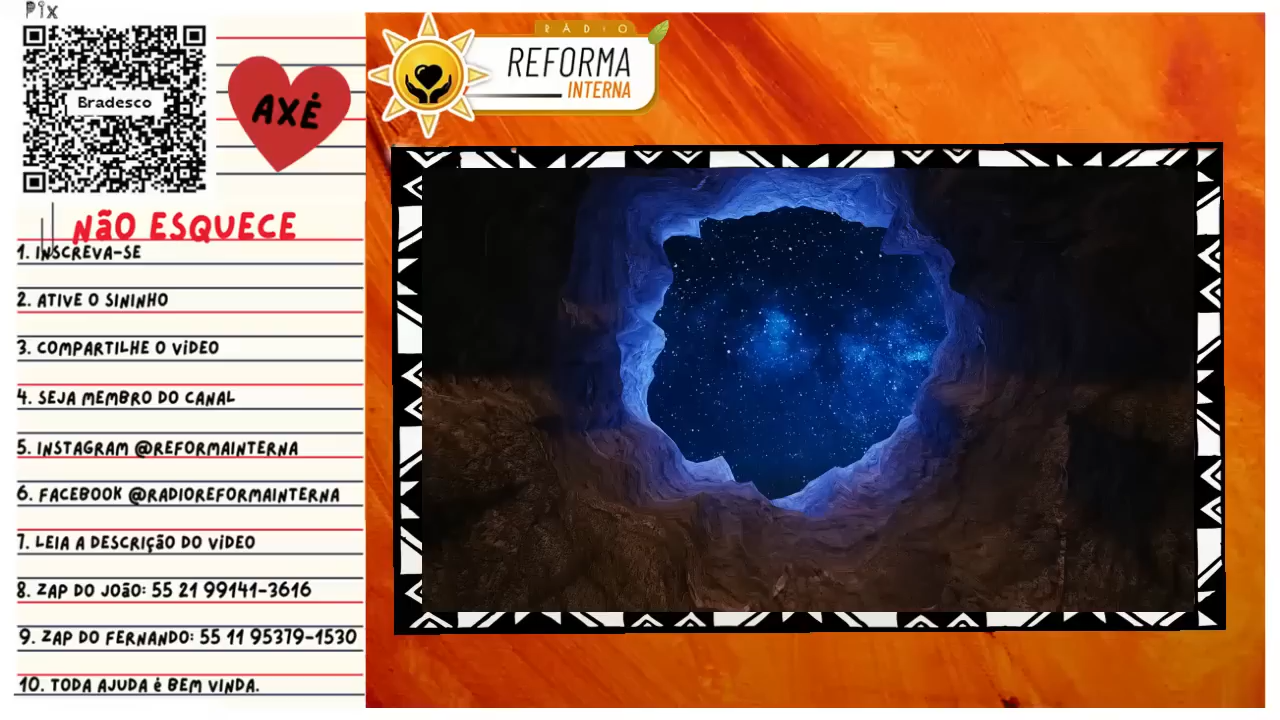 Pix
Bradesco
AXÉ
NãO ESQUECE
1. INSCREVA-SE
2. ATIVE O SININHO
3. COMPARTILHE O VíDEO
4. SEJA MEMBRO DO CANAL
5. INSTAGRAM @REFORMAINTERNA
6. FACEBOOK @RADIOREFORMAINTERNA
7. LEIA A DESCRIÇãO DO VíDEO
8. ZAP DO JOãO: 55 21 99141-3616
9. ZAP DO FERNANDO: 55 11 95379-1530
10. TODA AJUDA é BEM VINDA.
RÁDIO
REFORMA
INTERNA